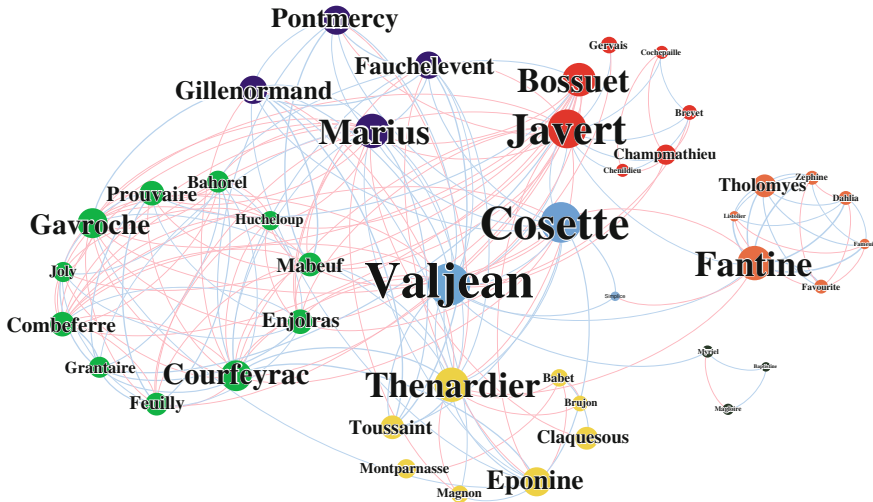 Pontmercy
Fauchelevent
Gillenormand
Marius
Gervais
Cochepaille
Bossuet
Brevet
Javert
Champmathieu
Chenildieu
Bahorel
Prouvaire
Gavroche
Hucheloup
Joly
Mabeuf
Combeferre
Enjolras
Grantaire
Courfeyrac
Feuilly
Cosette
Valjean
Simplice
Tholomyes
Zephine
Dahlia
Listolier
Fameuil
Fantine
Favourite
Myriel
Baptistine
Magloire
Thenardier
Babet
Brujon
Toussaint
Claquesous
Montparnasse
Eponine
Magnon